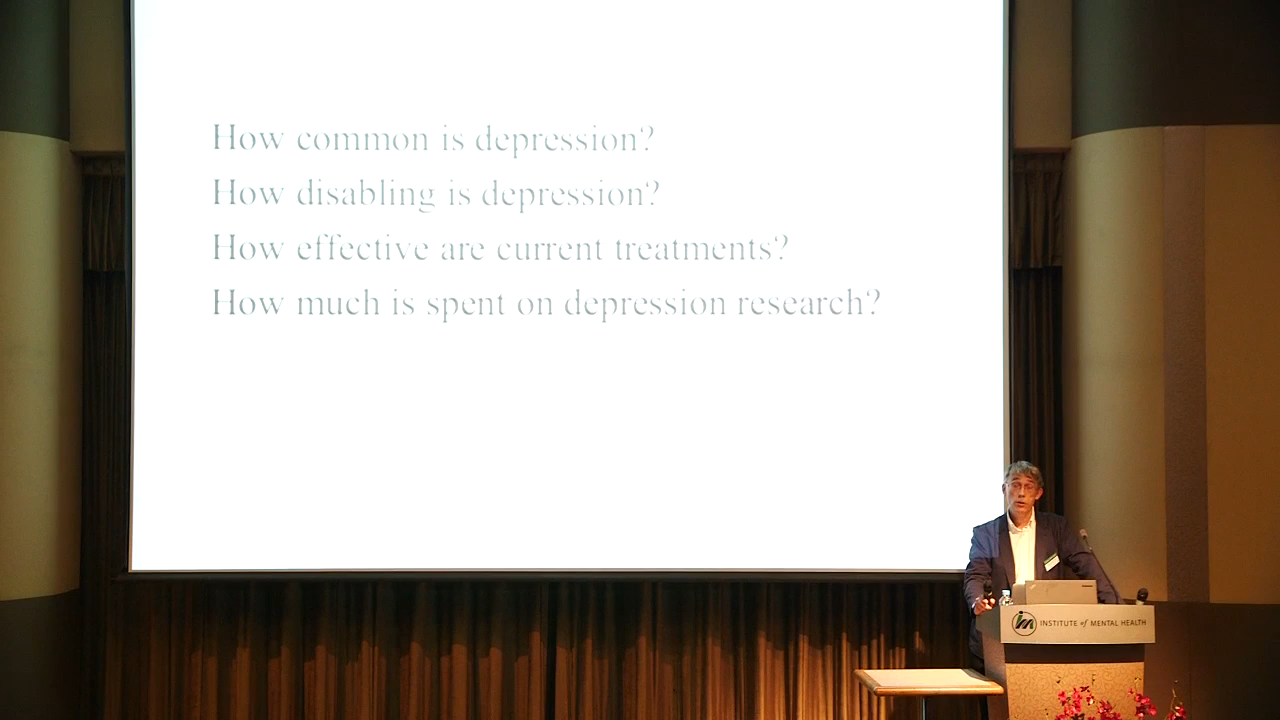 How common is depression?
How disabling is depression?
How effective are current treatments?
How much is spent on depression research?
im INSTITUTE of MENTAL HEALTH